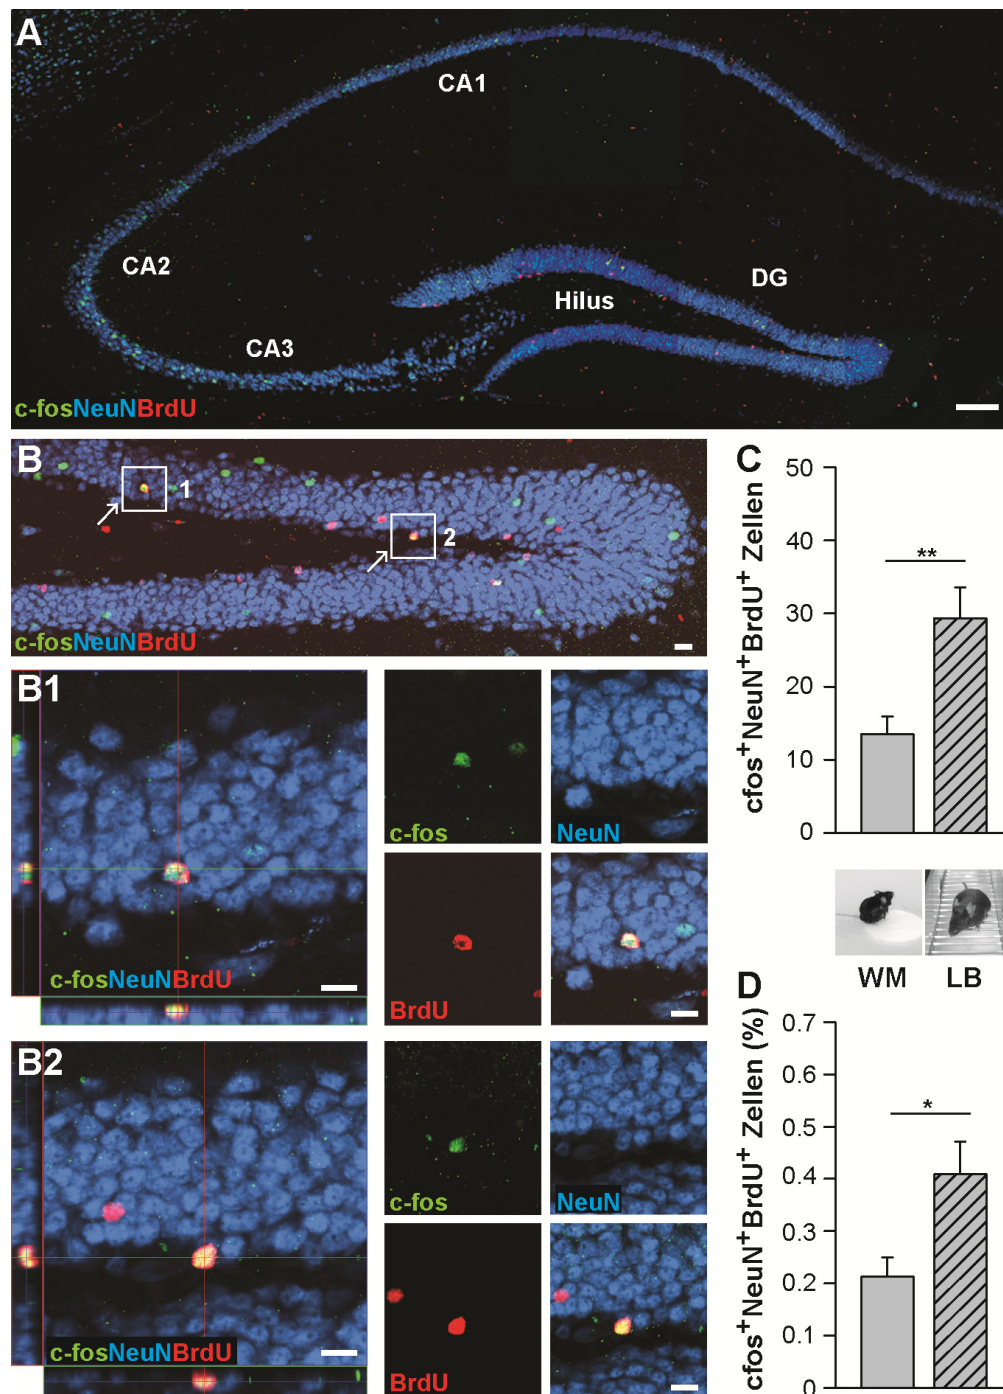 A
CA1
CA2
CA3
Hilus
DG
c-fosNeuNBrdU
B
1
2
c-fosNeuNBrdU
B1
c-fos
NeuN
c-fosNeuNBrdU
BrdU
B2
c-fos
NeuN
c-fosNeuNBrdU
BrdU
C
cfos+NeuN+BrdU+ Zellen
50
40
30
20
10
0
**
WM
LB
D
cfos+NeuN+BrdU+ Zellen (%)
0.7
0.6
0.5
0.4
0.3
0.2
0.1
0
*